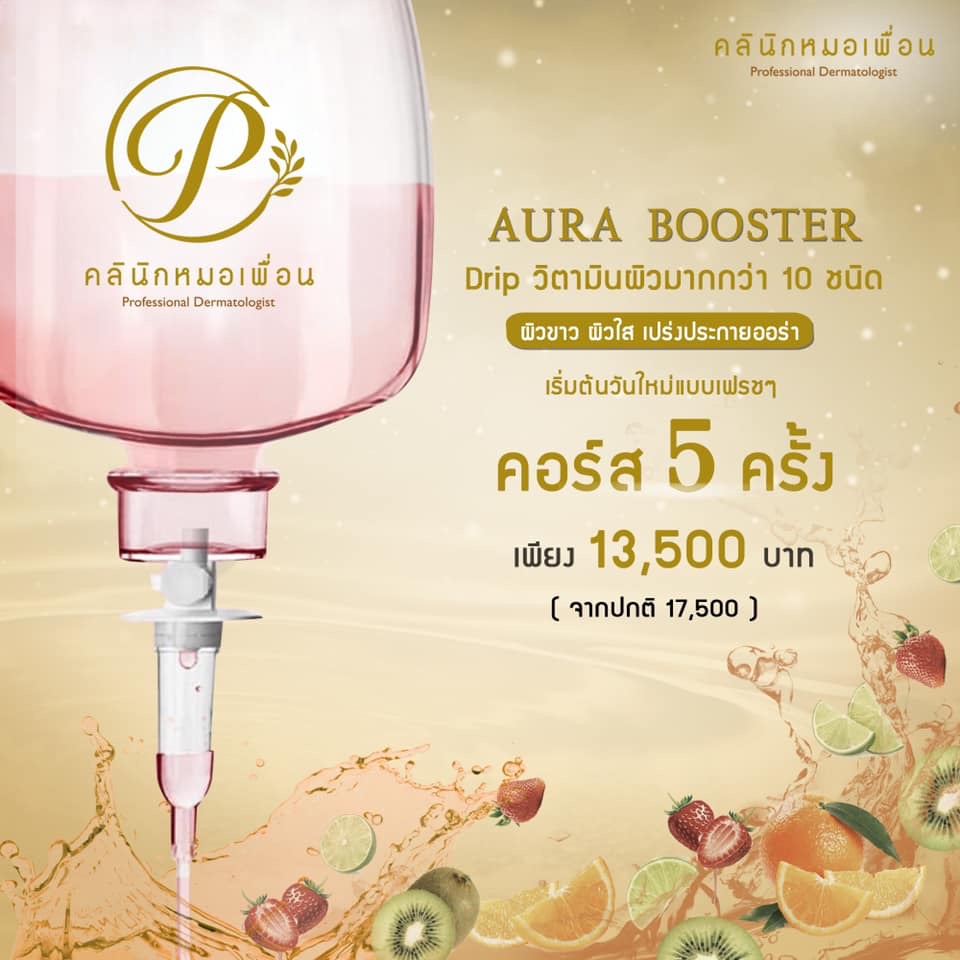 คลินิกหมอเพื่อน
Professional Dermatologist
P
คลินิกหมอเพื่อน
Professional Dermatologist
AURA BOOSTER
Drip วิตามินผิวมากกว่า 10 ชนิด
ผิวขาว ผิวใส เปร่งประกายออร่า
เริ่มต้นวันใหม่แบบเฟรชๆ
คอร์ส 5 ครั้ง
เพียง 13,500 บาท
( จากปกติ 17,500 )